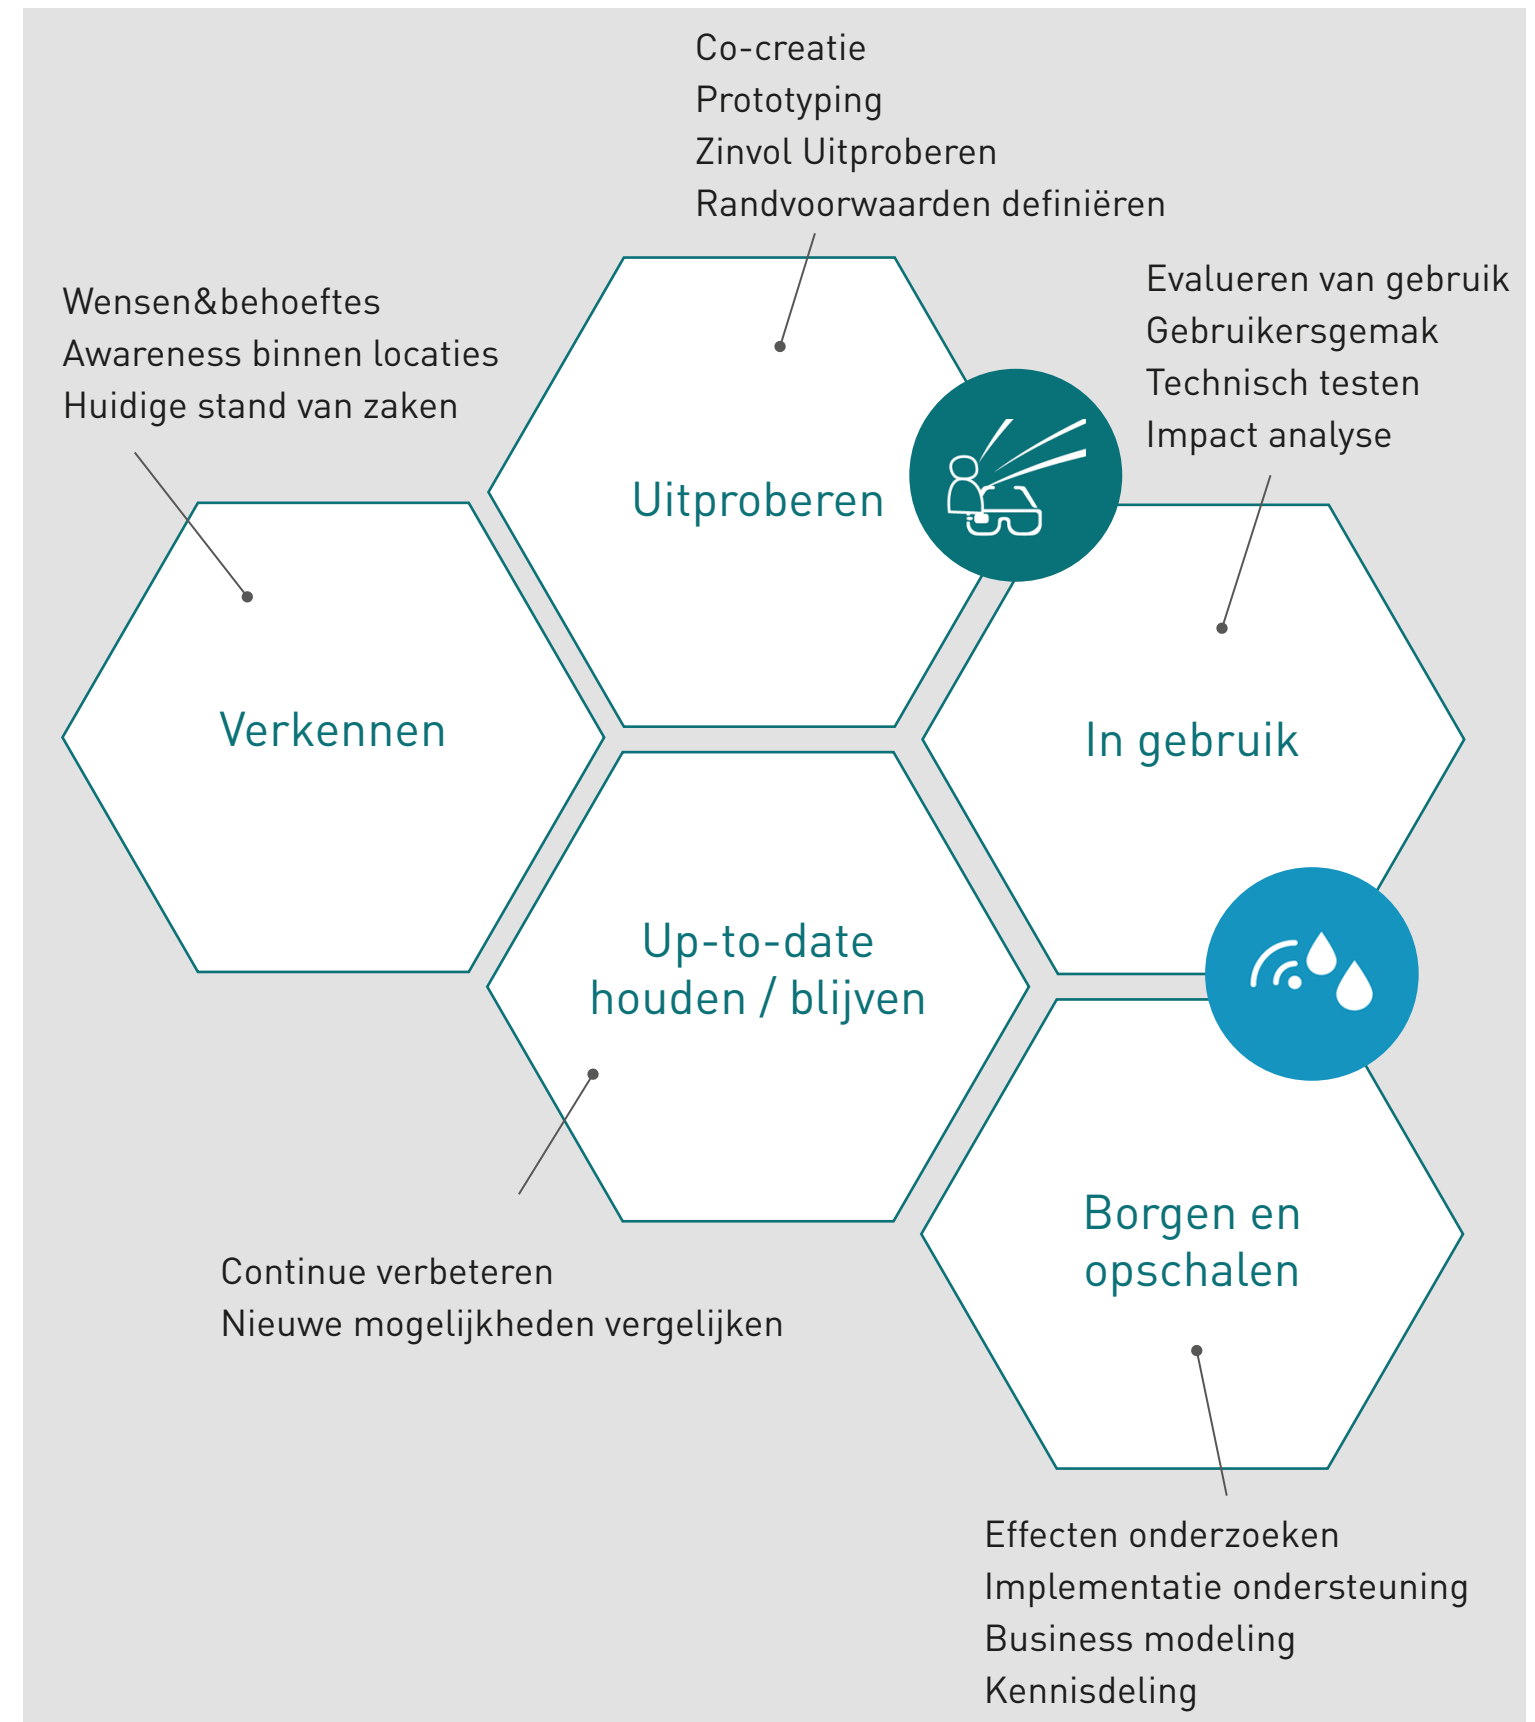 Co-creatie
Prototyping
Zinvol Uitproberen
Randvoorwaarden definiëren
Wensen&behoeftes
Awareness binnen locaties
Huidige stand van zaken
Evalueren van gebruik
Gebruikersgemak
Technisch testen
Impact analyse
Uitproberen
Verkennen
In gebruik
Up-to-date
houden / blijven
Borgen en
opschalen
Continue verbeteren
Nieuwe mogelijkheden vergelijken
Effecten onderzoeken
Implementatie ondersteuning
Business modeling
Kennisdeling